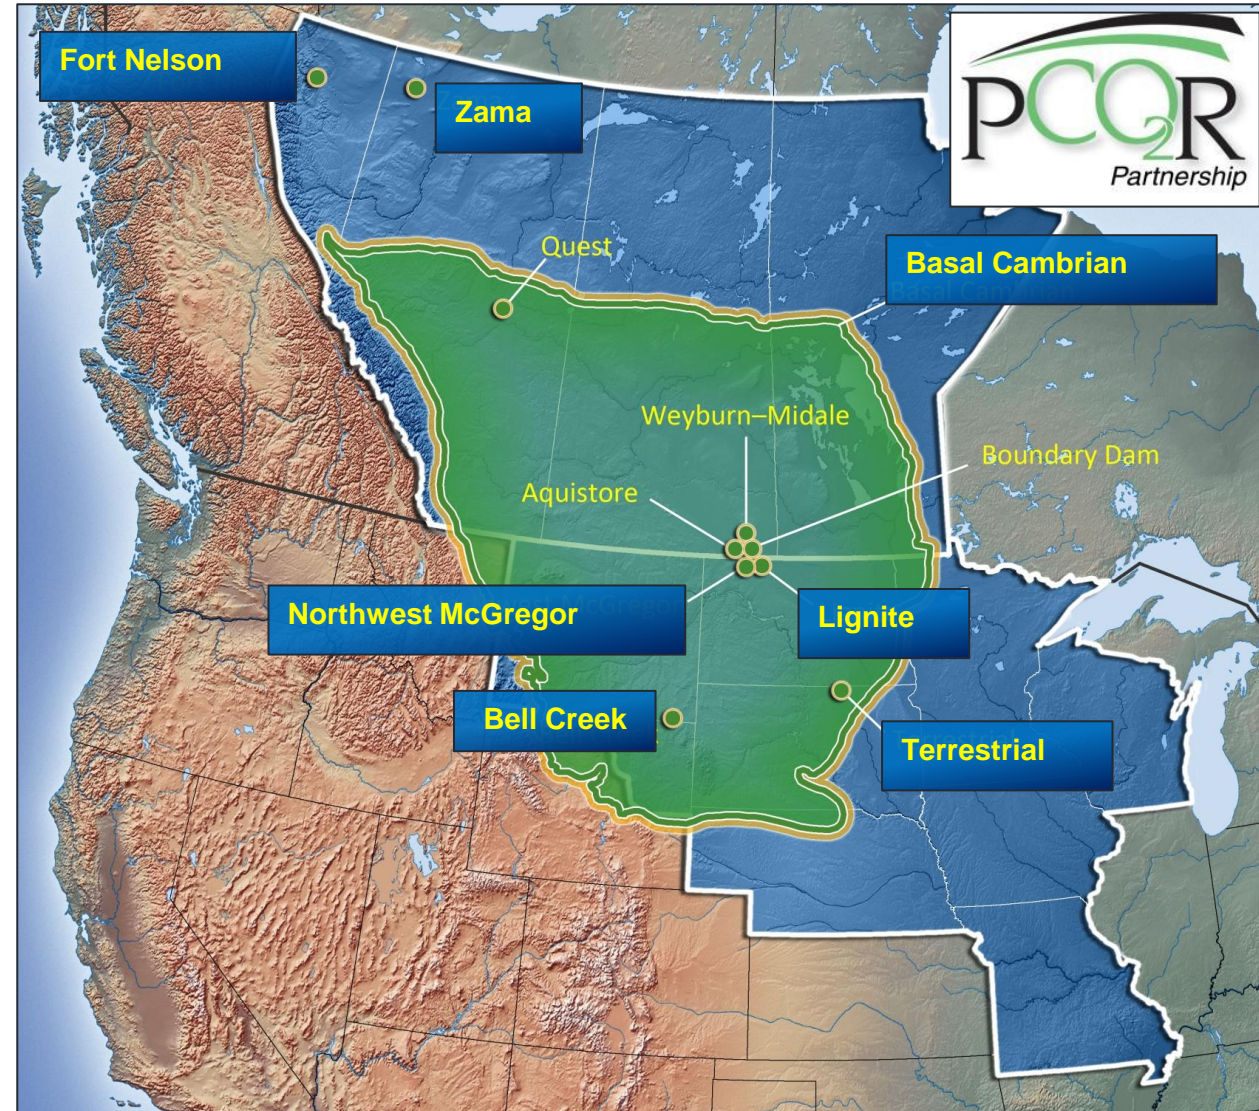 Fort Nelson
Zama
PCO2R
Partnership
Quest
Basal Cambrian
Weyburn–Midale
Boundary Dam
Aquistore
Northwest McGregor
Lignite
Bell Creek
Terrestrial